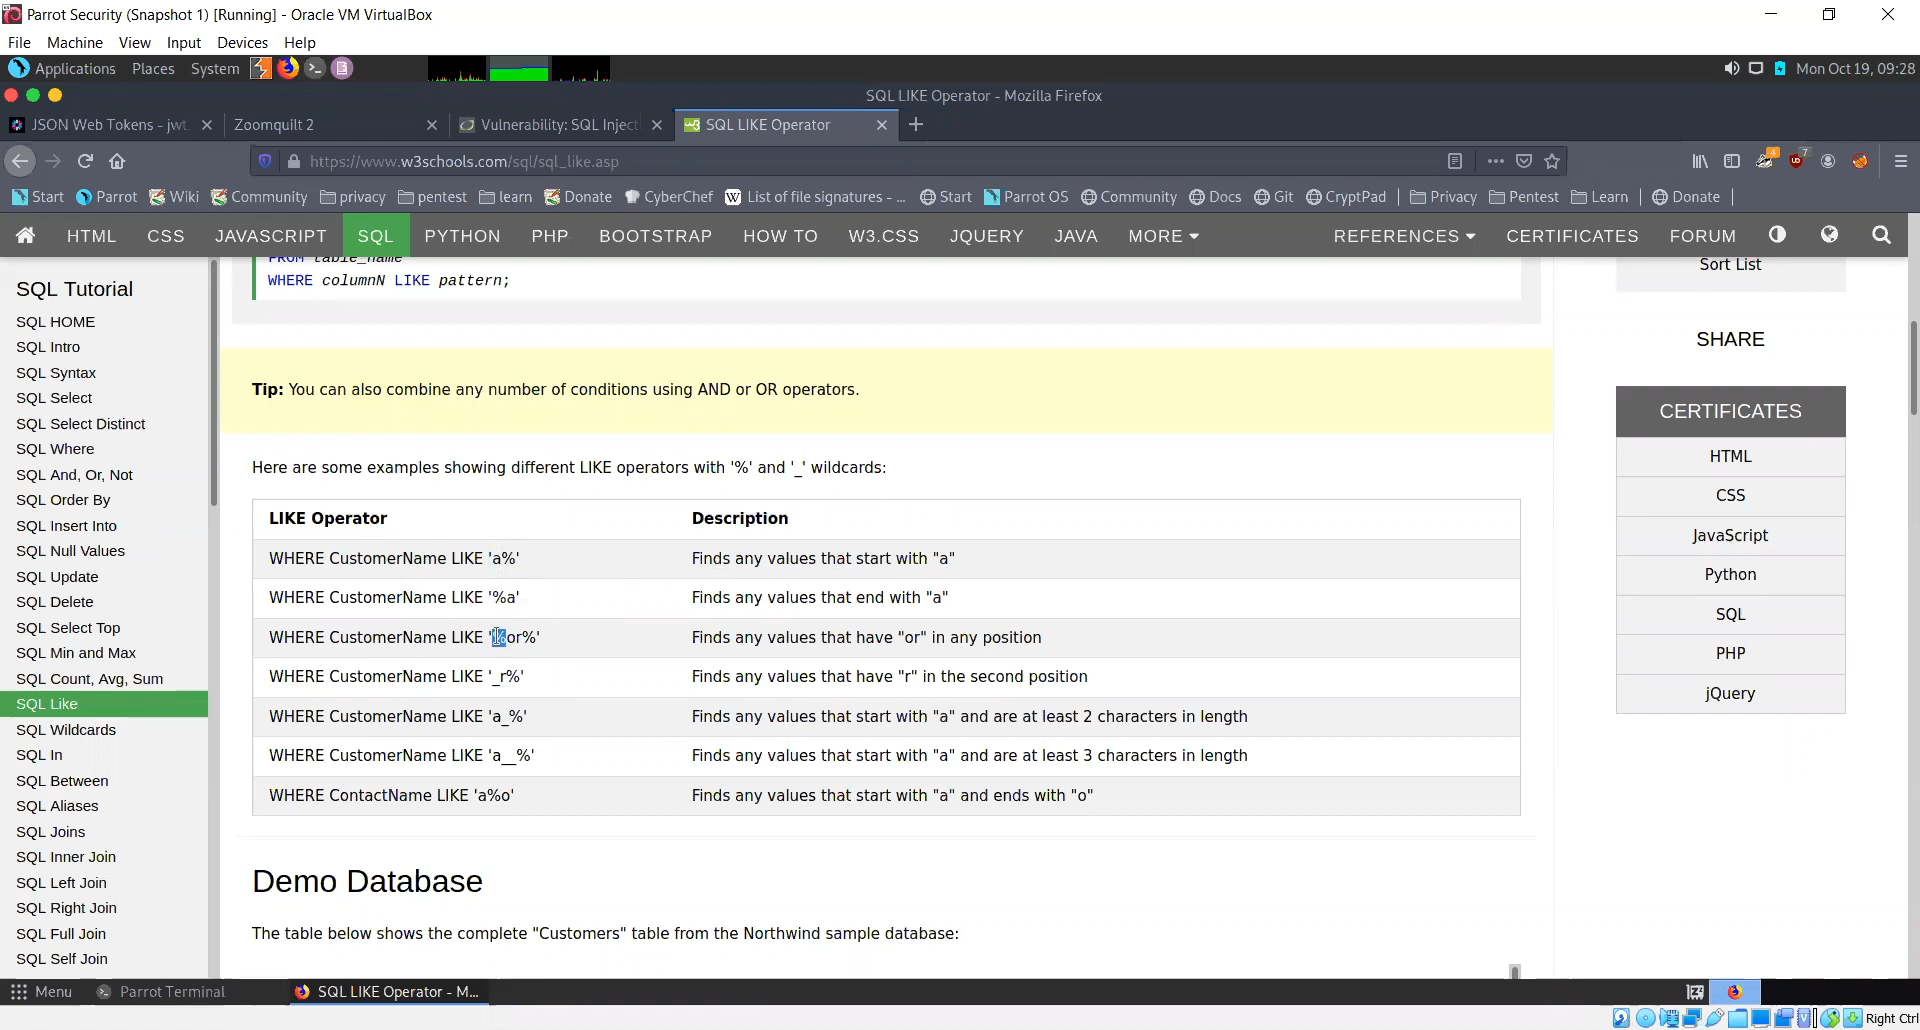 Parrot Security (Snapshot 1) [Running] - Oracle VM VirtualBox
File Machine View Input Devices Help
Applications Places System Mon Oct 19, 09:28
SQL LIKE Operator - Mozilla Firefox
JSON Web Tokens - jwt. Zoomquilt 2 Vulnerability: SQL Injecti SQL LIKE Operator
https://www.w3schools.com/sql/sql_like.asp 4 7
Start Parrot Wiki Community privacy pentest learn Donate CyberChef List of file signatures - ... Start Parrot OS Community Docs Git CryptPad Privacy Pentest Learn Donate
HTML CSS JAVASCRIPT SQL PYTHON PHP BOOTSTRAP HOW TO W3.CSS JQUERY JAVA MORE REFERENCES CERTIFICATES FORUM
SQL Tutorial
SQL HOME
SQL Intro
SQL Syntax
SQL Select
SQL Select Distinct
SQL Where
SQL And, Or, Not
SQL Order By
SQL Insert Into
SQL Null Values
SQL Update
SQL Delete
SQL Select Top
SQL Min and Max
SQL Count, Avg, Sum
SQL Like
SQL Wildcards
SQL In
SQL Between
SQL Aliases
SQL Joins
SQL Inner Join
SQL Left Join
SQL Right Join
SQL Full Join
SQL Self Join
FROM table_name
WHERE columnN LIKE pattern;
Tip: You can also combine any number of conditions using AND or OR operators.
Here are some examples showing different LIKE operators with '%' and '_' wildcards:
LIKE Operator Description
WHERE CustomerName LIKE 'a%' Finds any values that start with "a"
WHERE CustomerName LIKE '%a' Finds any values that end with "a"
WHERE CustomerName LIKE '%or%' Finds any values that have "or" in any position
WHERE CustomerName LIKE '_r%' Finds any values that have "r" in the second position
WHERE CustomerName LIKE 'a_%' Finds any values that start with "a" and are at least 2 characters in length
WHERE CustomerName LIKE 'a__%' Finds any values that start with "a" and are at least 3 characters in length
WHERE ContactName LIKE 'a%o' Finds any values that start with "a" and ends with "o"
Demo Database
The table below shows the complete "Customers" table from the Northwind sample database:
Sort List
SHARE
CERTIFICATES
HTML
CSS
JavaScript
Python
SQL
PHP
jQuery
Menu Parrot Terminal SQL LIKE Operator - M...
Right Ctrl